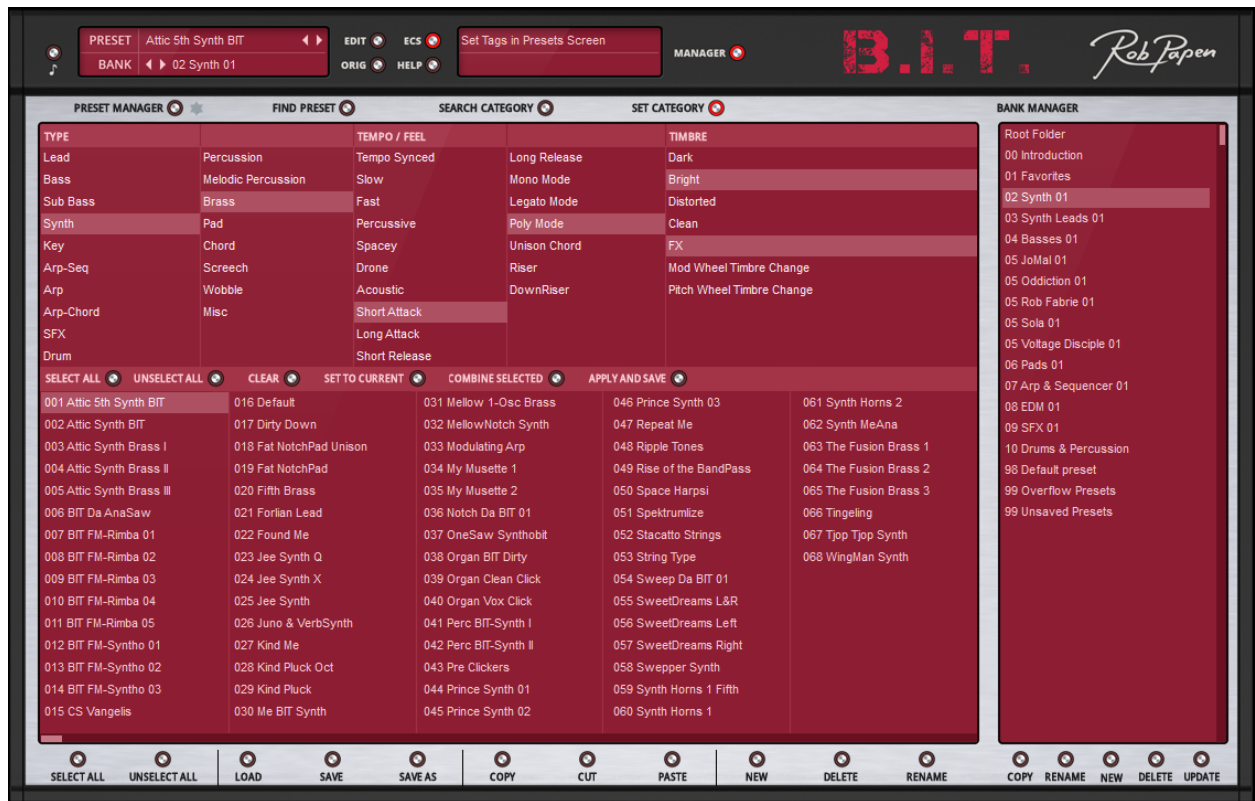 PRESET Attic 5th Synth BIT EDIT ECS Set Tags in Presets Screen MANAGER B.I.T. Rob Papen
BANK 02 Synth 01 ORIG HELP
PRESET MANAGER FIND PRESET SEARCH CATEGORY SET CATEGORY BANK MANAGER
TYPE TEMPO / FEEL TIMBRE
Lead Percussion Tempo Synced Long Release Dark
Bass Melodic Percussion Slow Mono Mode Bright
Sub Bass Brass Fast Legato Mode Distorted
Synth Pad Percussive Poly Mode Clean
Key Chord Spacey Unison Chord FX
Arp-Seq Screech Drone Riser Mod Wheel Timbre Change
Arp Wobble Acoustic DownRiser Pitch Wheel Timbre Change
Arp-Chord Misc Short Attack
SFX Long Attack
Drum Short Release
SELECT ALL UNSELECT ALL CLEAR SET TO CURRENT COMBINE SELECTED APPLY AND SAVE
001 Attic 5th Synth BIT 016 Default 031 Mellow 1-Osc Brass 046 Prince Synth 03 061 Synth Horns 2
002 Attic Synth BIT 017 Dirty Down 032 MellowNotch Synth 047 Repeat Me 062 Synth MeAna
003 Attic Synth Brass I 018 Fat NotchPad Unison 033 Modulating Arp 048 Ripple Tones 063 The Fusion Brass 1
004 Attic Synth Brass II 019 Fat NotchPad 034 My Musette 1 049 Rise of the BandPass 064 The Fusion Brass 2
005 Attic Synth Brass III 020 Fifth Brass 035 My Musette 2 050 Space Harpsi 065 The Fusion Brass 3
006 BIT Da AnaSaw 021 Forlian Lead 036 Notch Da BIT 01 051 Spektrumlize 066 Tingeling
007 BIT FM-Rimba 01 022 Found Me 037 OneSaw Synthobit 052 Stacatto Strings 067 Tjop Tjop Synth
008 BIT FM-Rimba 02 023 Jee Synth Q 038 Organ BIT Dirty 053 String Type 068 WingMan Synth
009 BIT FM-Rimba 03 024 Jee Synth X 039 Organ Clean Click 054 Sweep Da BIT 01
010 BIT FM-Rimba 04 025 Jee Synth 040 Organ Vox Click 055 SweetDreams L&R
011 BIT FM-Rimba 05 026 Juno & VerbSynth 041 Perc BIT-Synth I 056 SweetDreams Left
012 BIT FM-Syntho 01 027 Kind Me 042 Perc BIT-Synth II 057 SweetDreams Right
013 BIT FM-Syntho 02 028 Kind Pluck Oct 043 Pre Clickers 058 Swepper Synth
014 BIT FM-Syntho 03 029 Kind Pluck 044 Prince Synth 01 059 Synth Horns 1 Fifth
015 CS Vangelis 030 Me BIT Synth 045 Prince Synth 02 060 Synth Horns 1
Root Folder
00 Introduction
01 Favorites
02 Synth 01
03 Synth Leads 01
04 Basses 01
05 JoMal 01
05 Oddiction 01
05 Rob Fabrie 01
05 Sola 01
05 Voltage Disciple 01
06 Pads 01
07 Arp & Sequencer 01
08 EDM 01
09 SFX 01
10 Drums & Percussion
98 Default preset
99 Overflow Presets
99 Unsaved Presets
SELECT ALL UNSELECT ALL LOAD SAVE SAVE AS COPY CUT PASTE NEW DELETE RENAME COPY RENAME NEW DELETE UPDATE